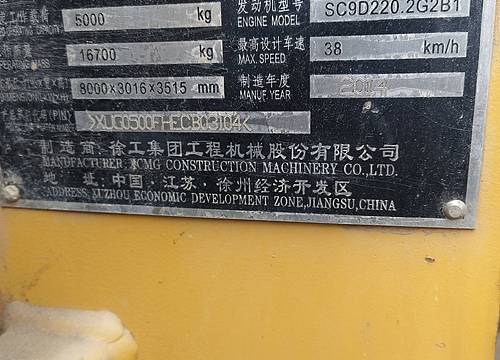 5000 kg
发动机型号 SC9D220.2G2B1
ENGINE MODEL
16700 kg
最高设计车速 38 km/h
MAX. SPEED
8000×3016×3515 mm
制造年度 2014
MANUF. YEAR
(PIN) >XUG0500FHECB03104<
制造商:徐工集团工程机械股份有限公司
MANFACTURER: XCMG CONSTRUCTION MACHINERY CO.,LTD.
地 址:中国·江苏·徐州经济开发区
ADDRESS: XUZHOU ECONOMIC DEVELOPMENT ZONE,JIANGSU,CHINA